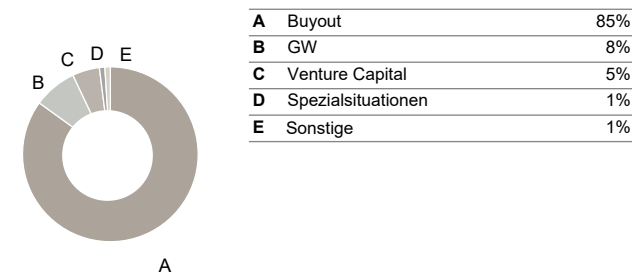 D E
C
B
A
A Buyout 85%
B GW 8%
C Venture Capital 5%
D Spezialsituationen 1%
E Sonstige 1%